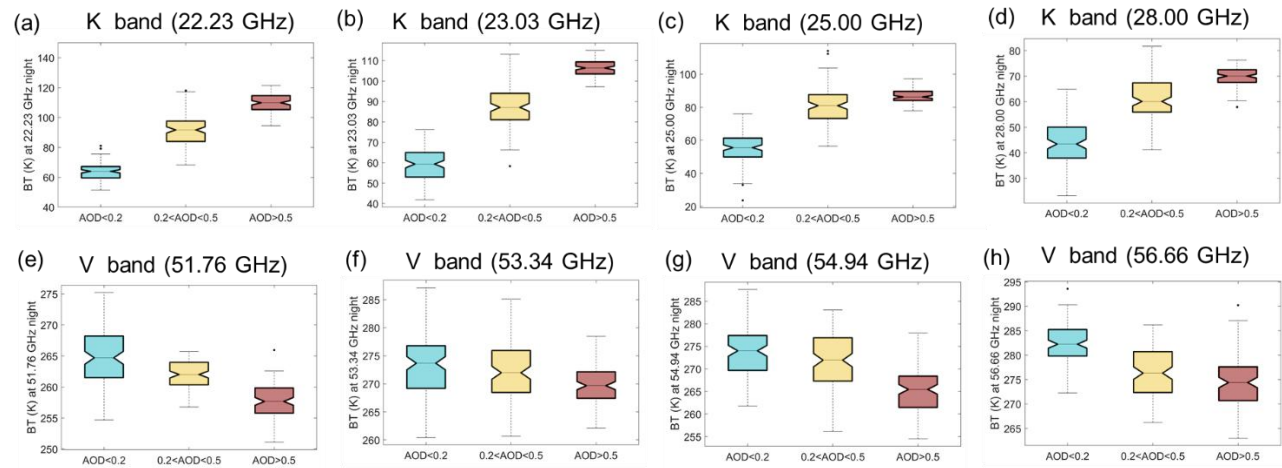 (a) K band (22.23 GHz)
BT (K) at 22.23 GHz night
140
120
100
80
60
40
AOD<0.2 0.2<AOD<0.5 AOD>0.5
(b) K band (23.03 GHz)
BT (K) at 23.03 GHz night
110
100
90
80
70
60
50
40
AOD<0.2 0.2<AOD<0.5 AOD>0.5
(c) K band (25.00 GHz)
BT (K) at 25.00 GHz night
100
80
60
40
20
AOD<0.2 0.2<AOD<0.5 AOD>0.5
(d) K band (28.00 GHz)
BT (K) at 28.00 GHz night
80
70
60
50
40
30
AOD<0.2 0.2<AOD<0.5 AOD>0.5
(e) V band (51.76 GHz)
BT (K) at 51.76 GHz night
275
270
265
260
255
250
AOD<0.2 0.2<AOD<0.5 AOD>0.5
(f) V band (53.34 GHz)
BT (K) at 53.34 GHz night
285
280
275
270
265
260
AOD<0.2 0.2<AOD<0.5 AOD>0.5
(g) V band (54.94 GHz)
BT (K) at 54.94 GHz night
285
280
275
270
265
260
255
AOD<0.2 0.2<AOD<0.5 AOD>0.5
(h) V band (56.66 GHz)
BT (K) at 56.66 GHz night
295
290
285
280
275
270
265
AOD<0.2 0.2<AOD<0.5 AOD>0.5